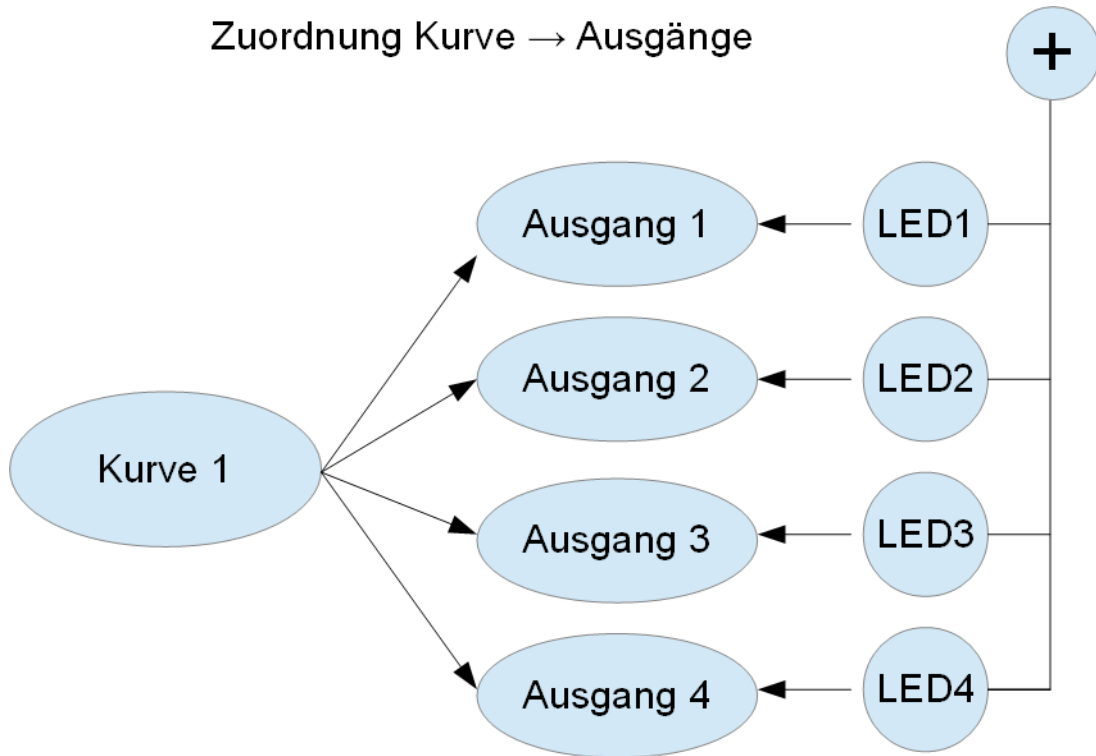 Zuordnung Kurve → Ausgänge
+
Ausgang 1
LED1
Ausgang 2
LED2
Kurve 1
Ausgang 3
LED3
Ausgang 4
LED4